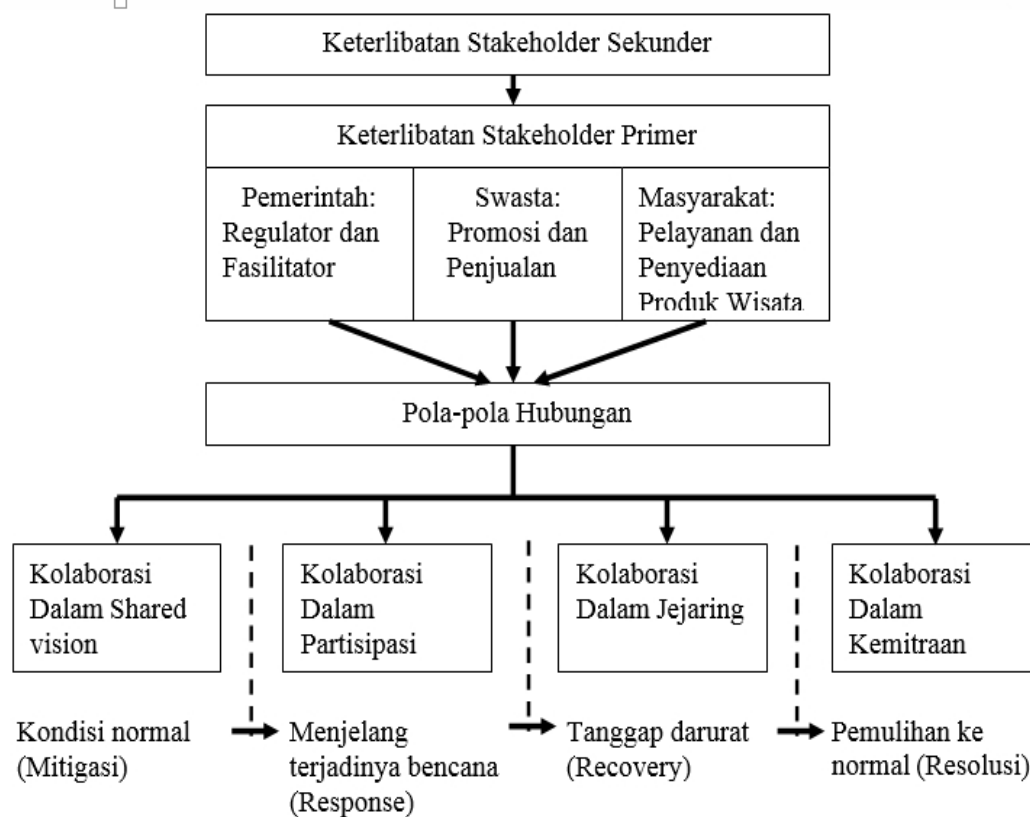 Keterlibatan Stakeholder Sekunder
Keterlibatan Stakeholder Primer
Pemerintah:
Regulator dan
Fasilitator
Swasta:
Promosi dan
Penjualan
Masyarakat:
Pelayanan dan
Penyediaan
Produk Wisata
Pola-pola Hubungan
Kolaborasi
Dalam Shared
vision
Kolaborasi
Dalam
Partisipasi
Kolaborasi
Dalam Jejaring
Kolaborasi
Dalam
Kemitraan
Kondisi normal
(Mitigasi)
Menjelang
terjadinya bencana
(Response)
Tanggap darurat
(Recovery)
Pemulihan ke
normal (Resolusi)